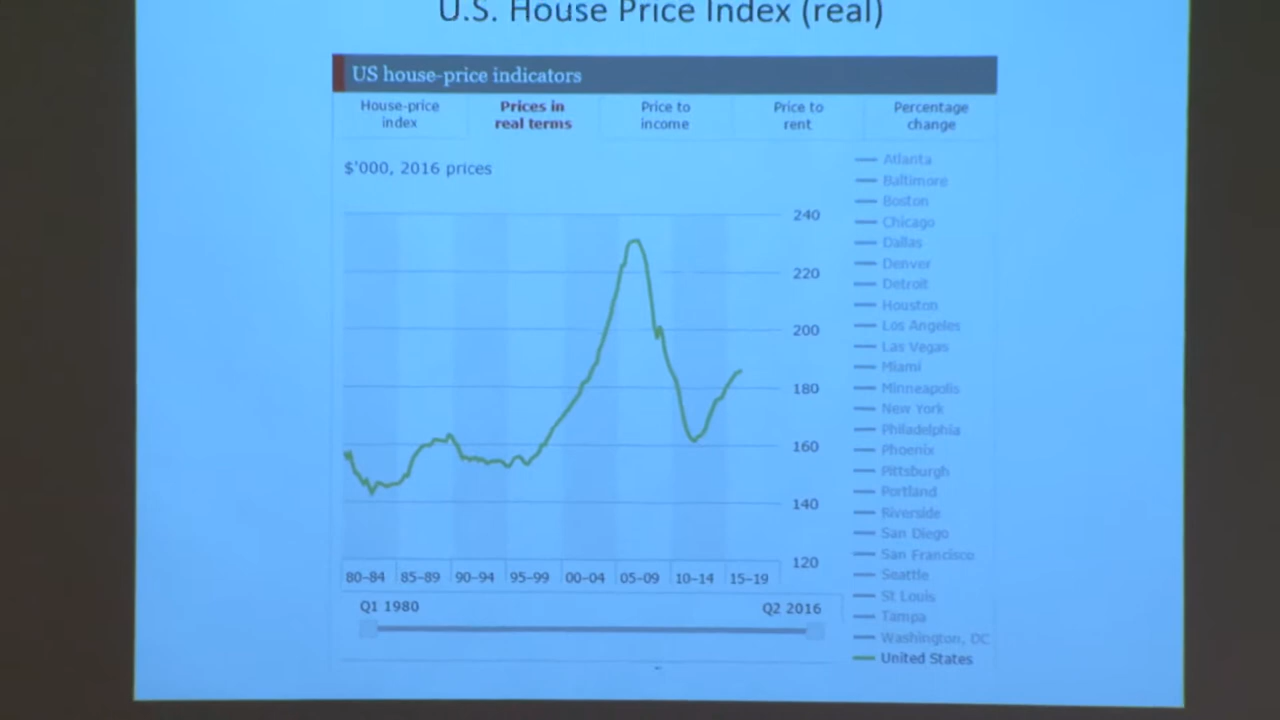 U.S. House Price Index (real)
US house-price indicators
House-price index
Prices in real terms
Price to income
Price to rent
Percentage change
$'000, 2016 prices
240
220
200
180
160
140
120
80-84 85-89 90-94 95-99 00-04 05-09 10-14 15-19
Q1 1980 Q2 2016
Atlanta
Baltimore
Boston
Chicago
Dallas
Denver
Detroit
Houston
Los Angeles
Las Vegas
Miami
Minneapolis
New York
Philadelphia
Phoenix
Pittsburgh
Portland
Riverside
San Diego
San Francisco
Seattle
St Louis
Tampa
Washington, DC
United States